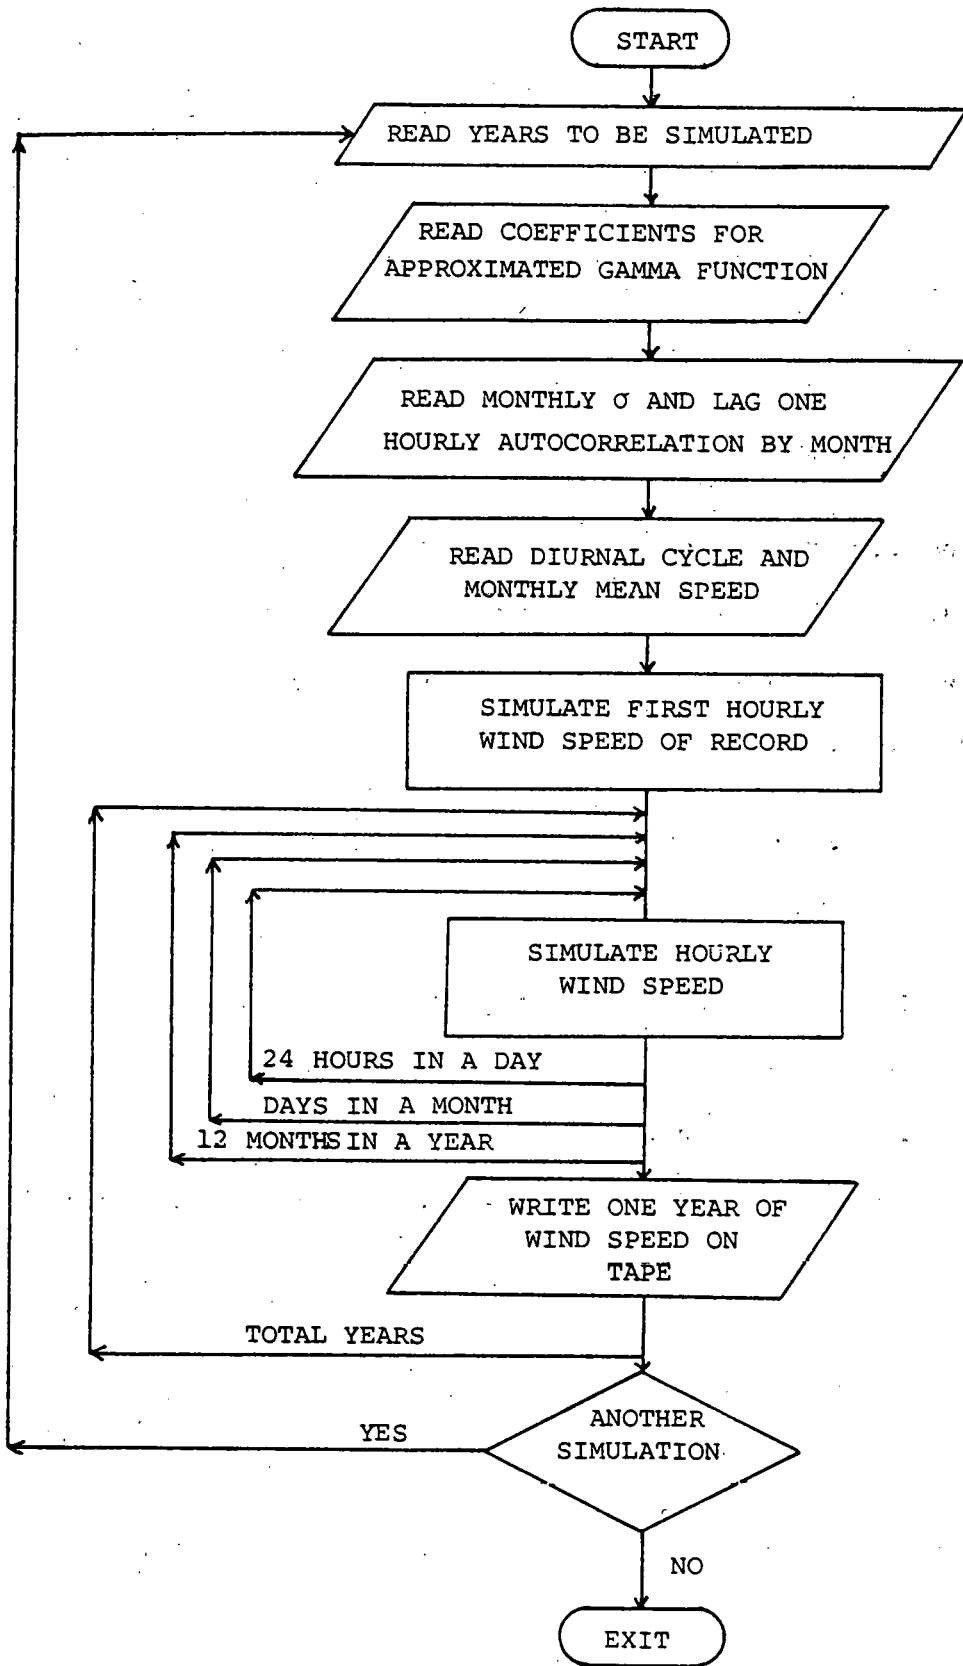 START
READ YEARS TO BE SIMULATED
READ COEFFICIENTS FOR
APPROXIMATED GAMMA FUNCTION
READ MONTHLY σ AND LAG ONE
HOURLY AUTOCORRELATION BY MONTH
READ DIURNAL CYCLE AND
MONTHLY MEAN SPEED
SIMULATE FIRST HOURLY
WIND SPEED OF RECORD
SIMULATE HOURLY
WIND SPEED
24 HOURS IN A DAY
DAYS IN A MONTH
12 MONTHS IN A YEAR
WRITE ONE YEAR OF
WIND SPEED ON
TAPE
TOTAL YEARS
ANOTHER
SIMULATION
YES
NO
EXIT